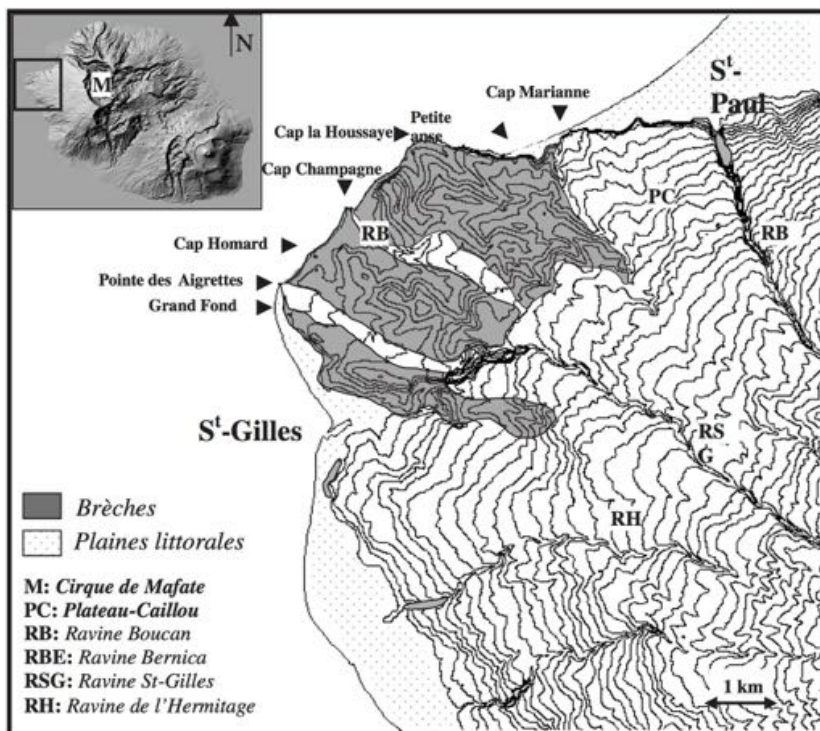 N
M
S^t-
Paul
Cap Marianne
Petite
anse
Cap la Houssaye
Cap Champagne
PC
RB
RB
Cap Homard
Pointe des Aigrettes
Grand Fond
S^t-Gilles
RS
G
RH
Brèches
Plaines littorales
M: Cirque de Mafate
PC: Plateau-Caillou
RB: Ravine Boucan
RBE: Ravine Bernica
RSG: Ravine St-Gilles
RH: Ravine de l'Hermitage
1 km